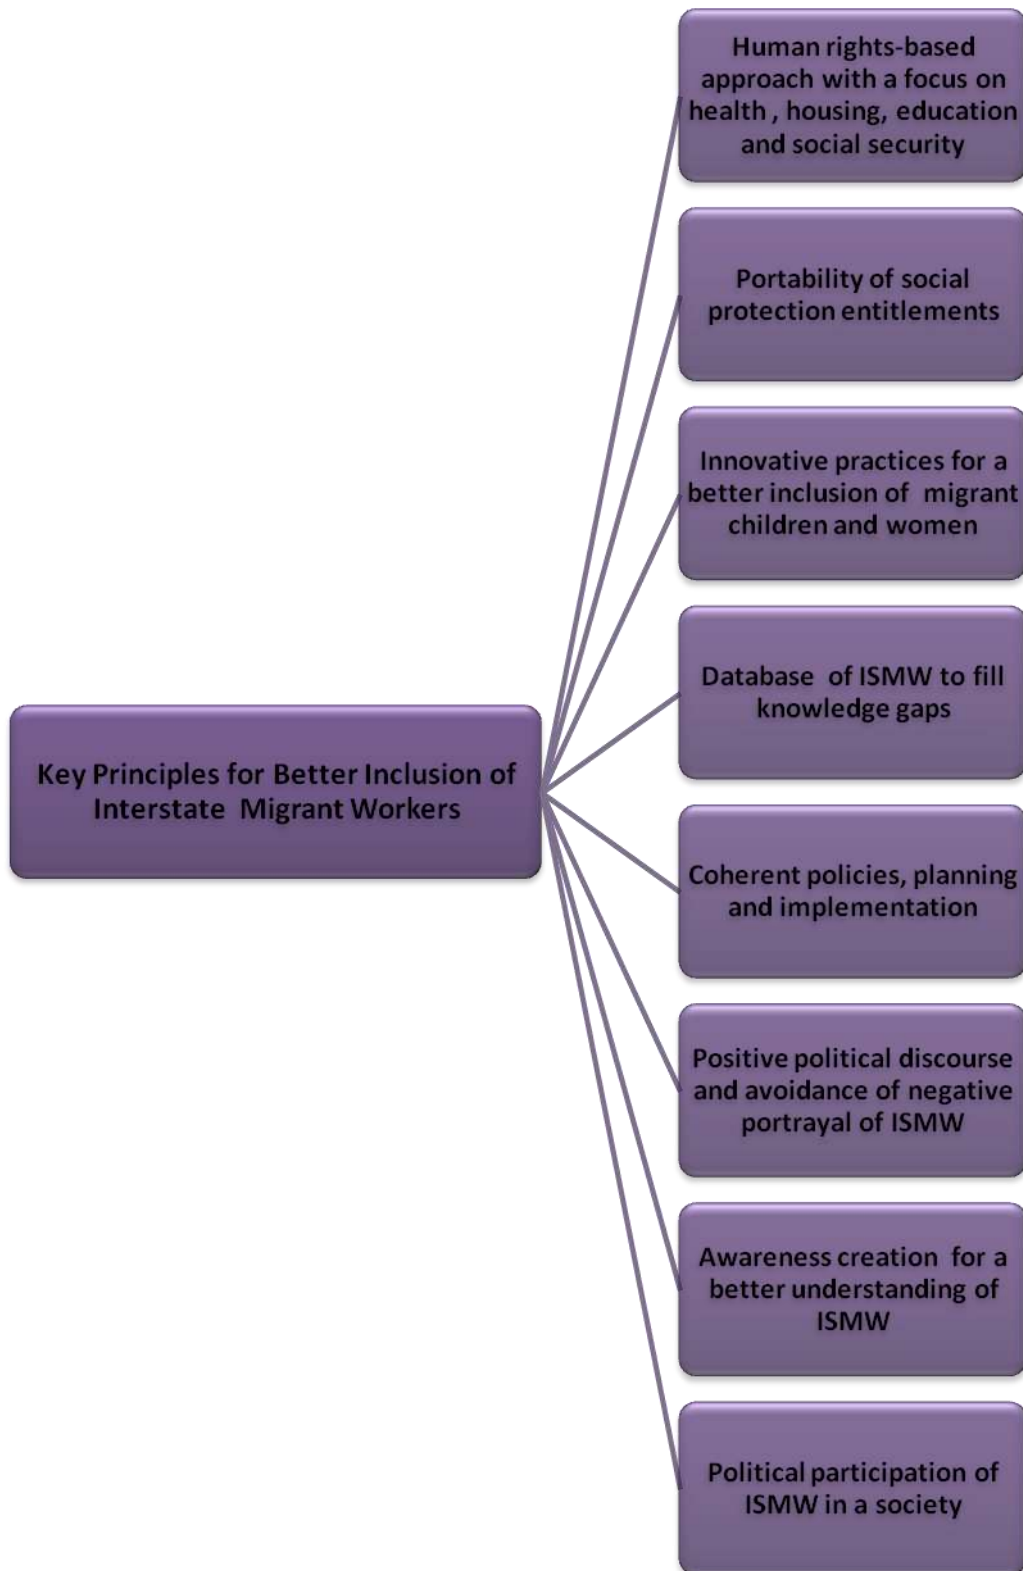 Human rights-based
approach with a focus on
health , housing, education
and social security
Portability of social
protection entitlements
Innovative practices for a
better inclusion of  migrant
children and women
Database  of ISMW to fill
knowledge gaps
Key Principles for Better Inclusion of
Interstate  Migrant Workers
Coherent policies, planning
and implementation
Positive political discourse
and avoidance of negative
portrayal of ISMW
Awareness creation  for a
better understanding of
ISMW
Political participation of
ISMW in a society